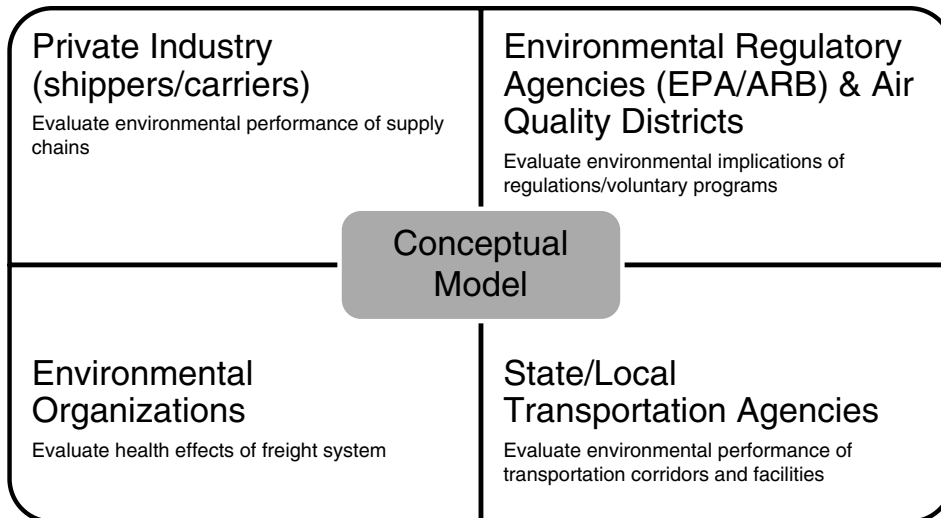 Private Industry
(shippers/carriers)
Evaluate environmental performance of supply
chains
Environmental Regulatory
Agencies (EPA/ARB) & Air
Quality Districts
Evaluate environmental implications of
regulations/voluntary programs
Conceptual
Model
Environmental
Organizations
Evaluate health effects of freight system
State/Local
Transportation Agencies
Evaluate environmental performance of
transportation corridors and facilities